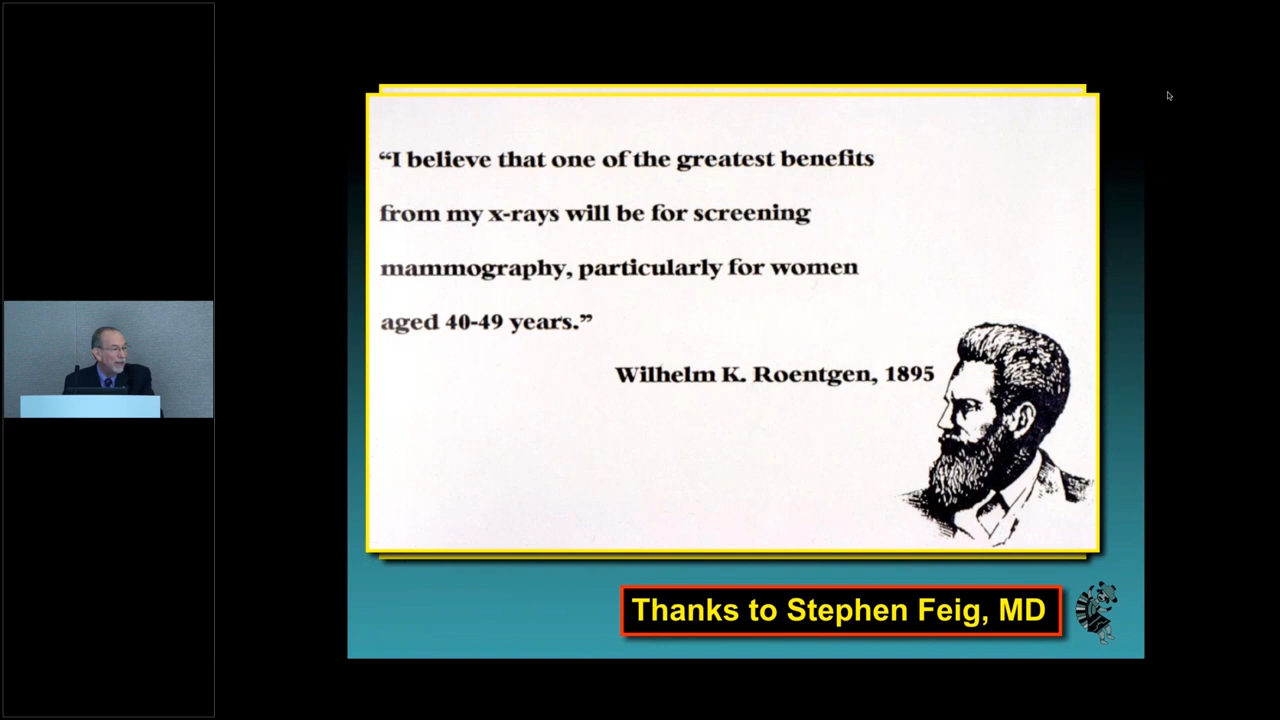 “I believe that one of the greatest benefits
from my x-rays will be for screening
mammography, particularly for women
aged 40-49 years.”
Wilhelm K. Roentgen, 1895
Thanks to Stephen Feig, MD